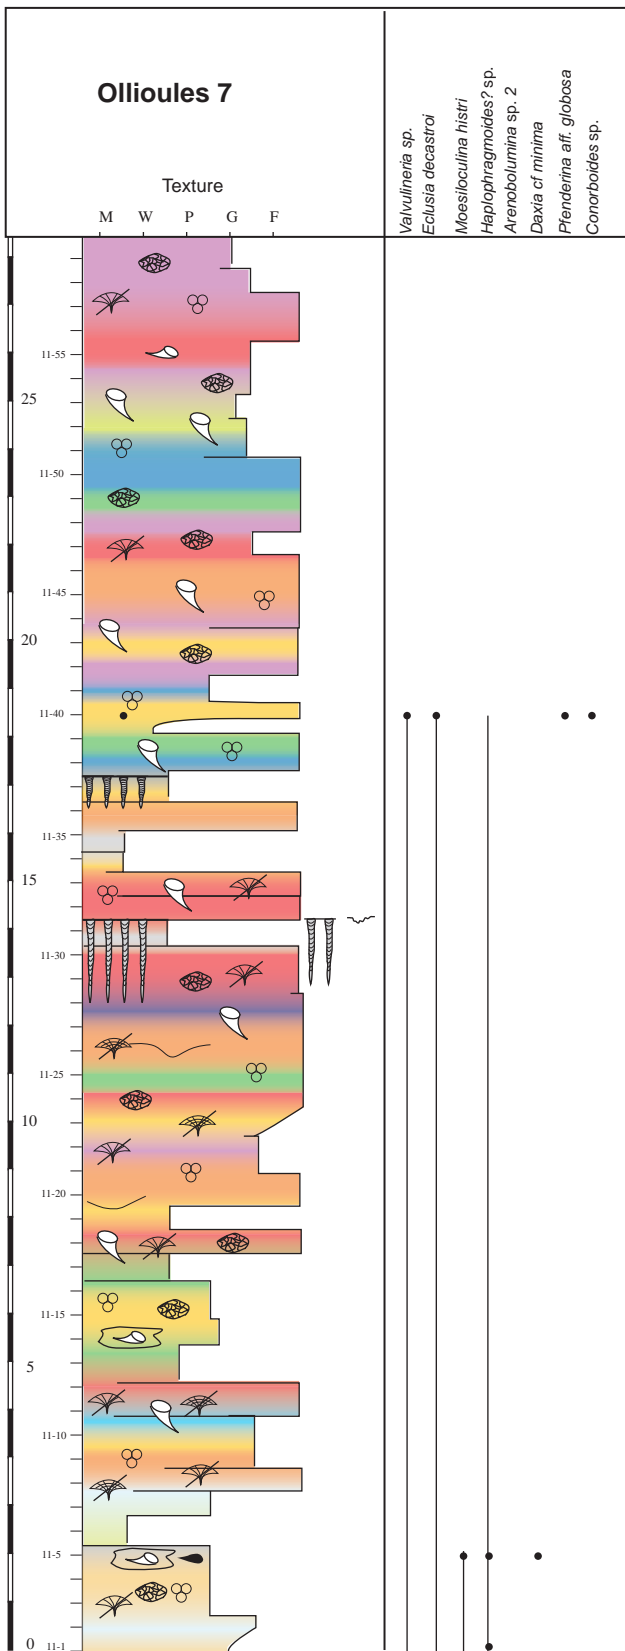 Ollioules 7
Texture
M W P G F
Valvulineria sp.
Eclusia decastroi
Moesiloculina histri
Haplophragmoides? sp.
Arenobolumina sp. 2
Daxia cf minima
Pfenderina aff. globosa
Conorboides sp.
11-55
25
11-50
11-45
20
11-40
11-35
15
11-30
11-25
10
11-20
11-15
5
11-10
11-5
0 11-1